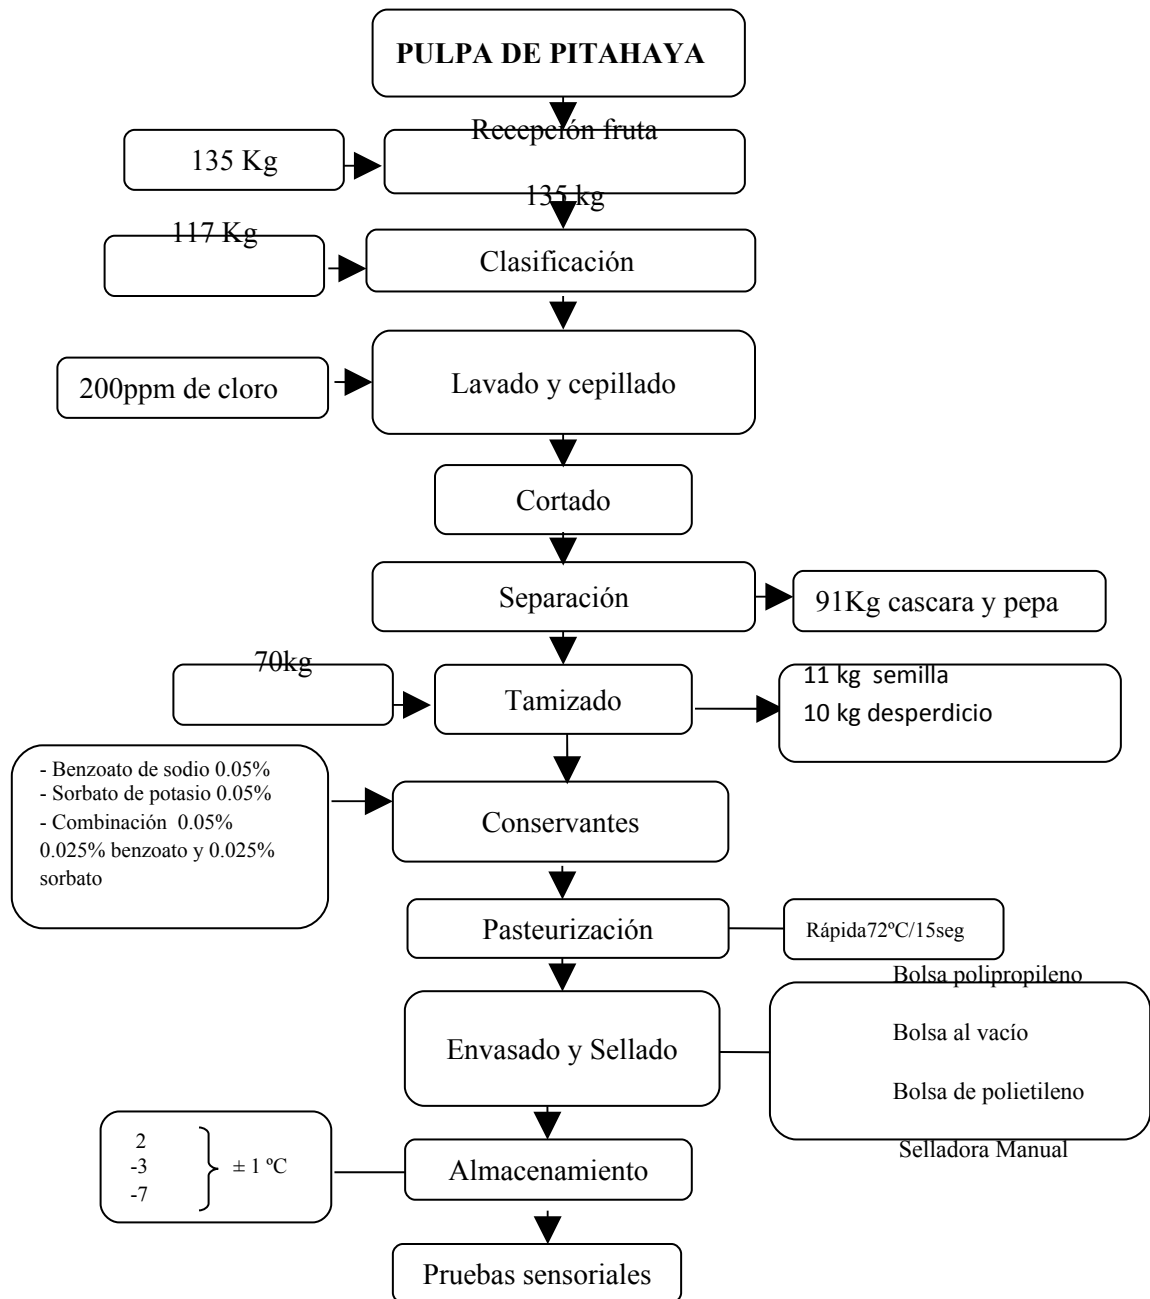 PULPA DE PITAHAYA
Recepción fruta
135 Kg
135 kg
117 Kg
Clasificación
200ppm de cloro
Lavado y cepillado
Cortado
Separación
91Kg cascara y pepa
70kg
Tamizado
11 kg semilla
10 kg desperdicio
- Benzoato de sodio 0.05%
- Sorbato de potasio 0.05%
- Combinación 0.05%
0.025% benzoato y 0.025%
sorbato
Conservantes
Pasteurización
Rápida72ºC/15seg
Envasado y Sellado
Bolsa polipropileno
Bolsa al vacío
Bolsa de polietileno
Selladora Manual
2
-3
-7
± 1 ºC
Almacenamiento
Pruebas sensoriales